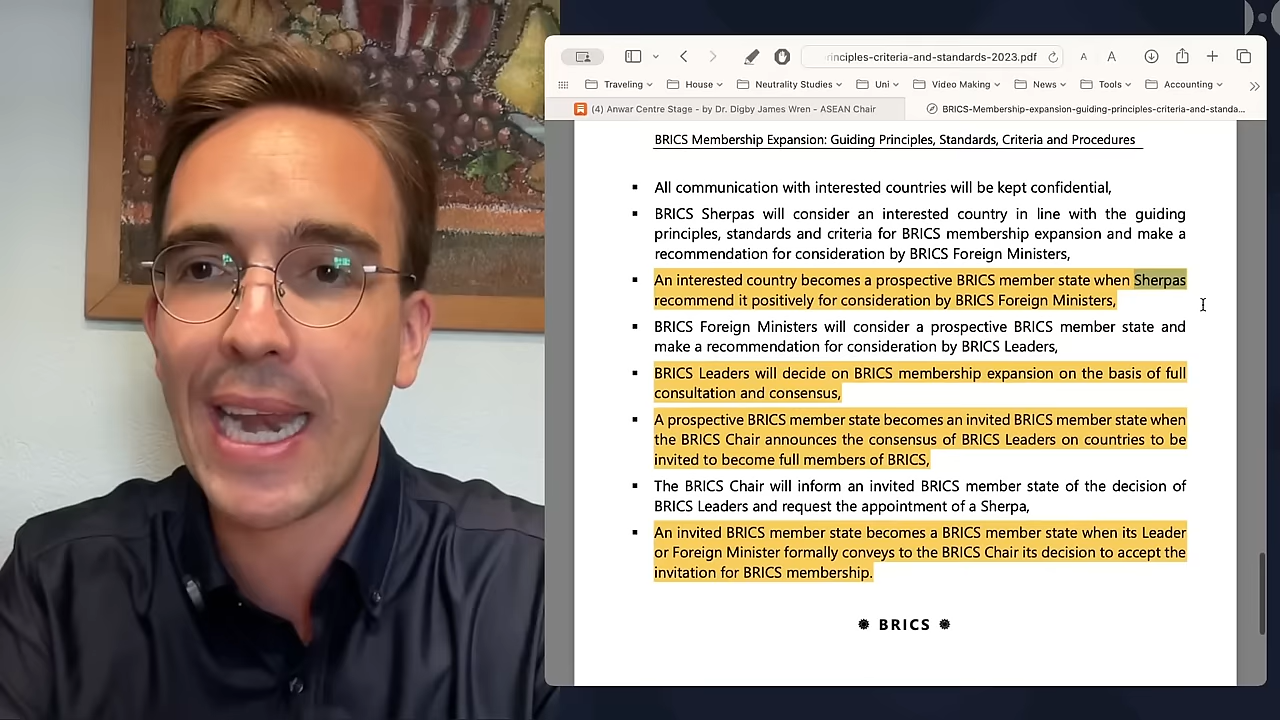 inciples-criteria-and-standards-2023.pdf
A A
Traveling House Neutrality Studies Uni Video Making News Tools Accounting
(4) Anwar Centre Stage - by Dr. Digby James Wren - ASEAN Chair
BRICS-Membership-expansion-guiding-principles-criteria-and-standa...
BRICS Membership Expansion: Guiding Principles, Standards, Criteria and Procedures
▪ All communication with interested countries will be kept confidential,
▪ BRICS Sherpas will consider an interested country in line with the guiding
principles, standards and criteria for BRICS membership expansion and make a
recommendation for consideration by BRICS Foreign Ministers,
▪ An interested country becomes a prospective BRICS member state when Sherpas
recommend it positively for consideration by BRICS Foreign Ministers,
▪ BRICS Foreign Ministers will consider a prospective BRICS member state and
make a recommendation for consideration by BRICS Leaders,
▪ BRICS Leaders will decide on BRICS membership expansion on the basis of full
consultation and consensus,
▪ A prospective BRICS member state becomes an invited BRICS member state when
the BRICS Chair announces the consensus of BRICS Leaders on countries to be
invited to become full members of BRICS,
▪ The BRICS Chair will inform an invited BRICS member state of the decision of
BRICS Leaders and request the appointment of a Sherpa,
▪ An invited BRICS member state becomes a BRICS member state when its Leader
or Foreign Minister formally conveys to the BRICS Chair its decision to accept the
invitation for BRICS membership.
BRICS